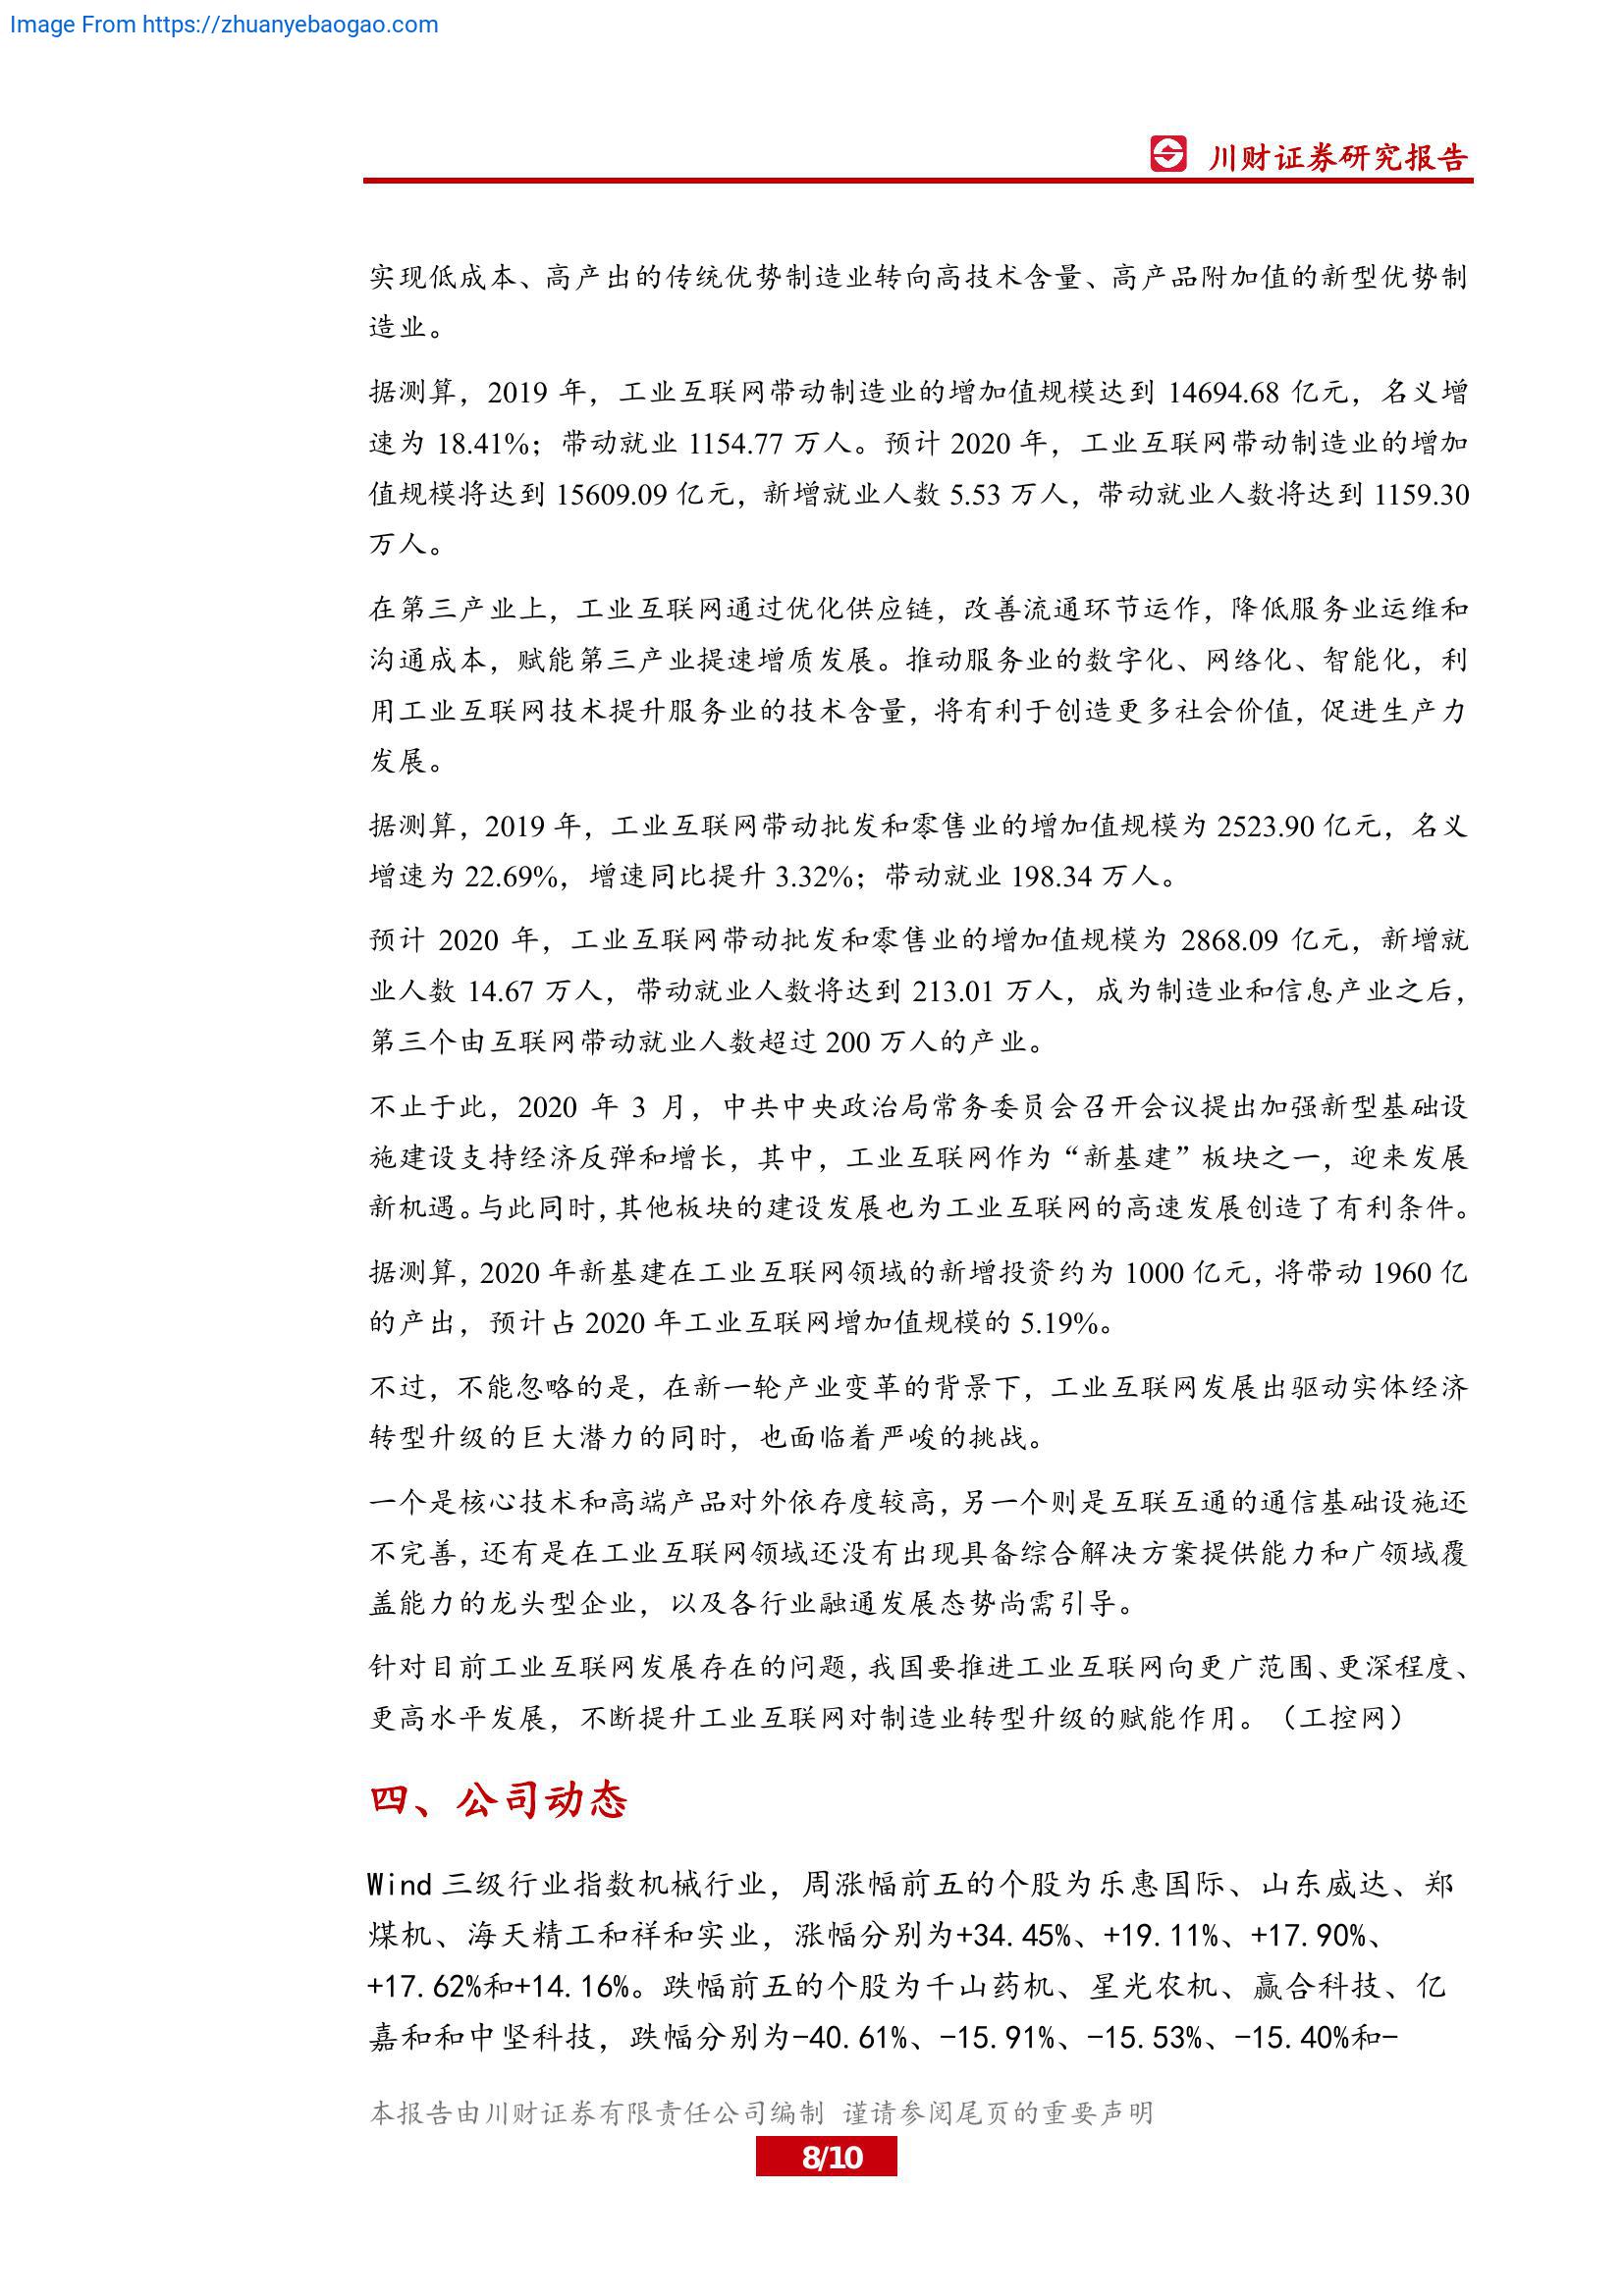 Image From https://zhuanyebaogao.com
川财证券研究报告
实现低成本、高产出的传统优势制造业转向高技术含量、高产品附加值的新型优势制
造业。
据测算，2019 年，工业互联网带动制造业的增加值规模达到 14694.68 亿元，名义增
速为 18.41%；带动就业 1154.77 万人。预计 2020 年，工业互联网带动制造业的增加
值规模将达到 15609.09 亿元，新增就业人数 5.53 万人，带动就业人数将达到 1159.30
万人。
在第三产业上，工业互联网通过优化供应链，改善流通环节运作，降低服务业运维和
沟通成本，赋能第三产业提速增质发展。推动服务业的数字化、网络化、智能化，利
用工业互联网技术提升服务业的技术含量，将有利于创造更多社会价值，促进生产力
发展。
据测算，2019 年，工业互联网带动批发和零售业的增加值规模为 2523.90 亿元，名义
增速为 22.69%，增速同比提升 3.32%；带动就业 198.34 万人。
预计 2020 年，工业互联网带动批发和零售业的增加值规模为 2868.09 亿元，新增就
业人数 14.67 万人，带动就业人数将达到 213.01 万人，成为制造业和信息产业之后，
第三个由互联网带动就业人数超过 200 万人的产业。
不止于此，2020 年 3 月，中共中央政治局常务委员会召开会议提出加强新型基础设
施建设支持经济反弹和增长，其中，工业互联网作为“新基建”板块之一，迎来发展
新机遇。与此同时，其他板块的建设发展也为工业互联网的高速发展创造了有利条件。
据测算，2020 年新基建在工业互联网领域的新增投资约为 1000 亿元，将带动 1960 亿
的产出，预计占 2020 年工业互联网增加值规模的 5.19%。
不过，不能忽略的是，在新一轮产业变革的背景下，工业互联网发展出驱动实体经济
转型升级的巨大潜力的同时，也面临着严峻的挑战。
一个是核心技术和高端产品对外依存度较高，另一个则是互联互通的通信基础设施还
不完善，还有是在工业互联网领域还没有出现具备综合解决方案提供能力和广领域覆
盖能力的龙头型企业，以及各行业融通发展态势尚需引导。
针对目前工业互联网发展存在的问题，我国要推进工业互联网向更广范围、更深程度、
更高水平发展，不断提升工业互联网对制造业转型升级的赋能作用。（工控网）
四、公司动态
Wind 三级行业指数机械行业，周涨幅前五的个股为乐惠国际、山东威达、郑
煤机、海天精工和祥和实业，涨幅分别为+34.45%、+19.11%、+17.90%、
+17.62%和+14.16%。跌幅前五的个股为千山药机、星光农机、赢合科技、亿
嘉和和中坚科技，跌幅分别为-40.61%、-15.91%、-15.53%、-15.40%和-
本报告由川财证券有限责任公司编制 谨请参阅尾页的重要声明
8/10